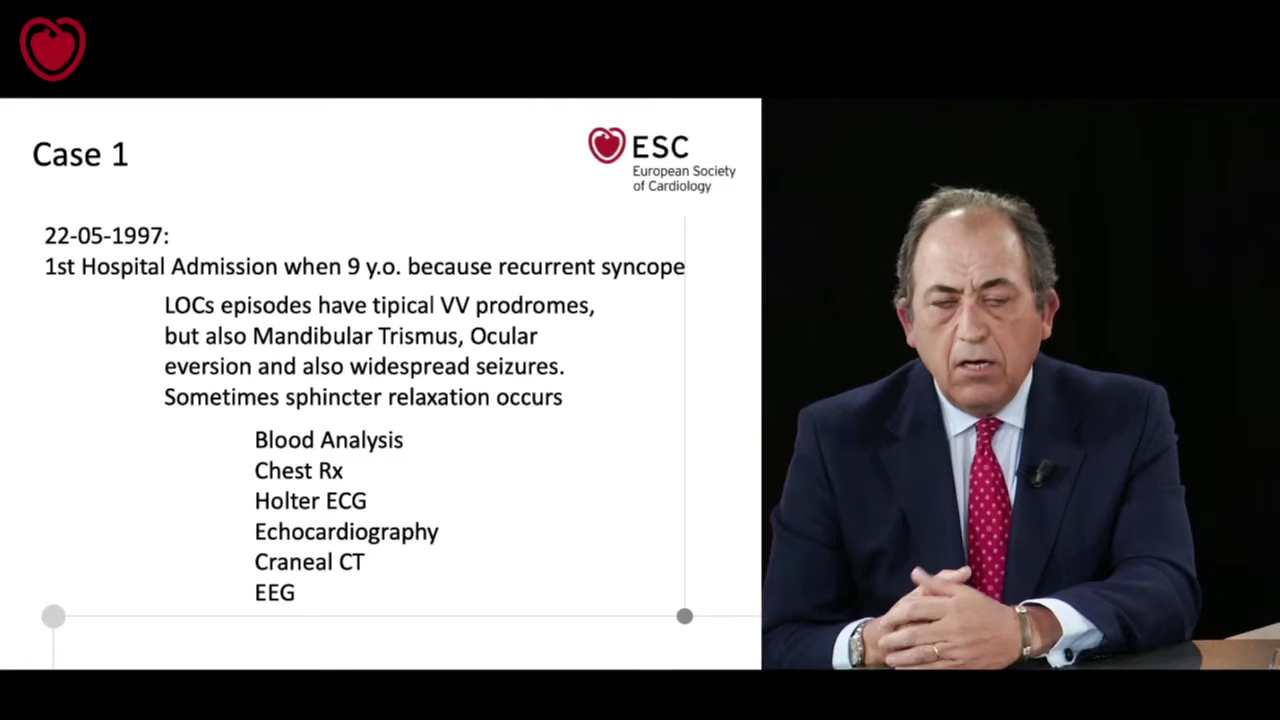 Case 1
ESC
European Society
of Cardiology
22-05-1997:
1st Hospital Admission when 9 y.o. because recurrent syncope
LOCs episodes have tipical VV prodromes,
but also Mandibular Trismus, Ocular
eversion and also widespread seizures.
Sometimes sphincter relaxation occurs
Blood Analysis
Chest Rx
Holter ECG
Echocardiography
Craneal CT
EEG